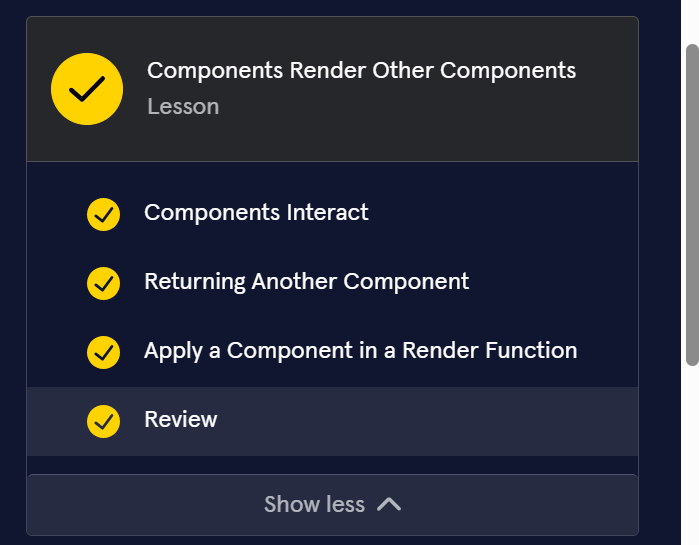 Components Render Other Components
Lesson
Components Interact
Returning Another Component
Apply a Component in a Render Function
Review
Show less